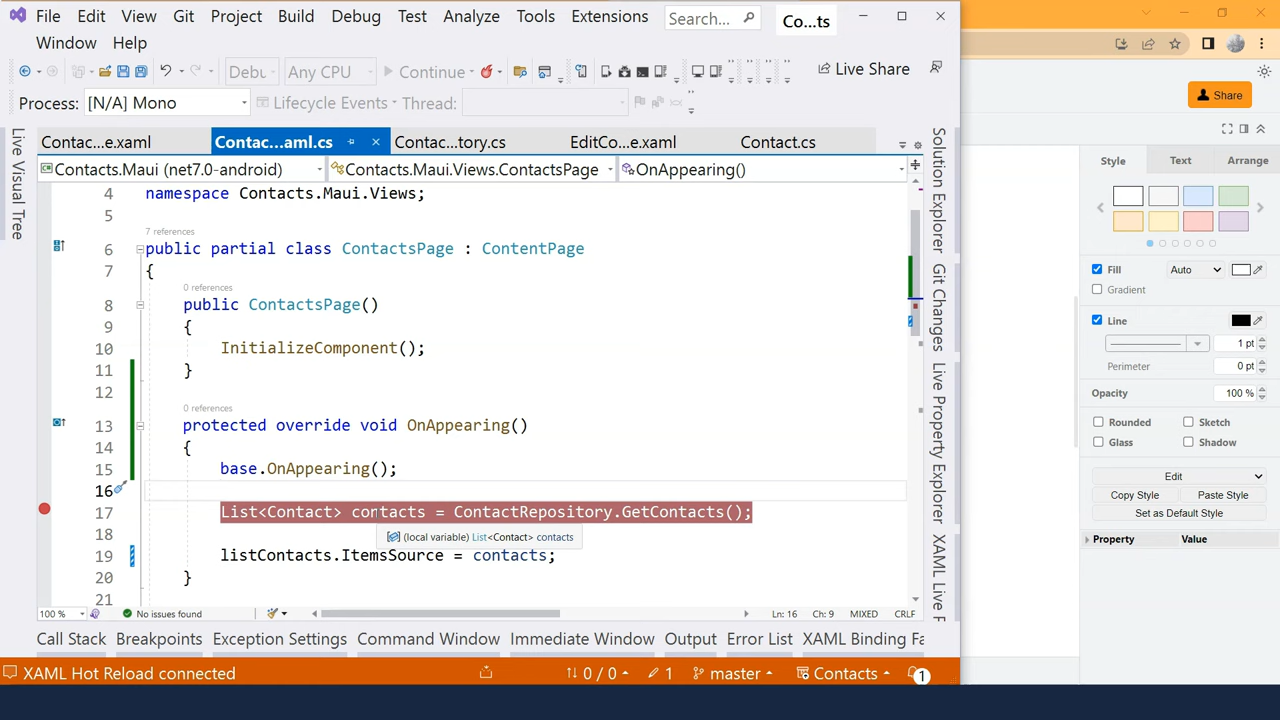 File Edit View Git Project Build Debug Test Analyze Tools Extensions Search... Co...ts
Window Help
Debu Any CPU Continue Live Share
Process: [N/A] Mono Lifecycle Events Thread:
Contac...e.xaml Contac...aml.cs Contac...tory.cs EditCo...e.xaml Contact.cs
Contacts.Maui (net7.0-android) Contacts.Maui.Views.ContactsPage OnAppearing()
Live Visual Tree
4 namespace Contacts.Maui.Views;
5
7 references
6 public partial class ContactsPage : ContentPage
7 {
0 references
8 public ContactsPage()
9 {
10 InitializeComponent();
11 }
12
0 references
13 protected override void OnAppearing()
14 {
15 base.OnAppearing();
16
17 List<Contact> contacts = ContactRepository.GetContacts();
(local variable) List<Contact> contacts
18
19 listContacts.ItemsSource = contacts;
20 }
21
100 % No issues found Ln: 16 Ch: 9 MIXED CRLF
Call Stack Breakpoints Exception Settings Command Window Immediate Window Output Error List XAML Binding Fa
XAML Hot Reload connected 0 / 0 1 master Contacts 1
Solution Explorer
Git Changes
Live Property Explorer
XAML Live F
Share
Style Text Arrange
Fill Auto
Gradient
Line
1 pt
Perimeter 0 pt
Opacity 100 %
Rounded Sketch
Glass Shadow
Edit
Copy Style Paste Style
Set as Default Style
Property Value